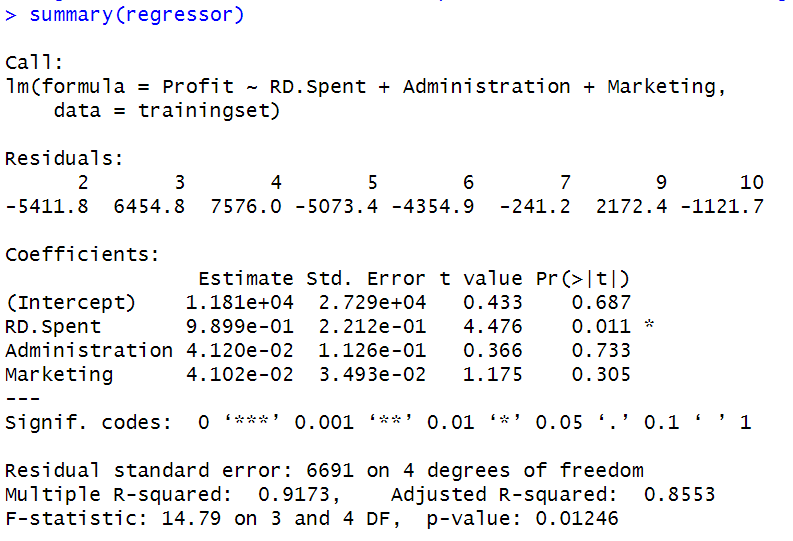 > summary(regressor)
Call:
lm(formula = Profit ~ RD.Spent + Administration + Marketing,
    data = trainingset)
Residuals:
      2       3       4       5       6       7       9      10
-5411.8  6454.8  7576.0 -5073.4 -4354.9  -241.2  2172.4 -1121.7
Coefficients:
                Estimate Std. Error t value Pr(>|t|)
(Intercept)    1.181e+04  2.729e+04   0.433    0.687
RD.Spent       9.899e-01  2.212e-01   4.476    0.011 *
Administration 4.120e-02  1.126e-01   0.366    0.733
Marketing      4.102e-02  3.493e-02   1.175    0.305
---
Signif. codes:  0 ‘***’ 0.001 ‘**’ 0.01 ‘*’ 0.05 ‘.’ 0.1 ‘ ’ 1
Residual standard error: 6691 on 4 degrees of freedom
Multiple R-squared:  0.9173,    Adjusted R-squared:  0.8553
F-statistic: 14.79 on 3 and 4 DF,  p-value: 0.01246